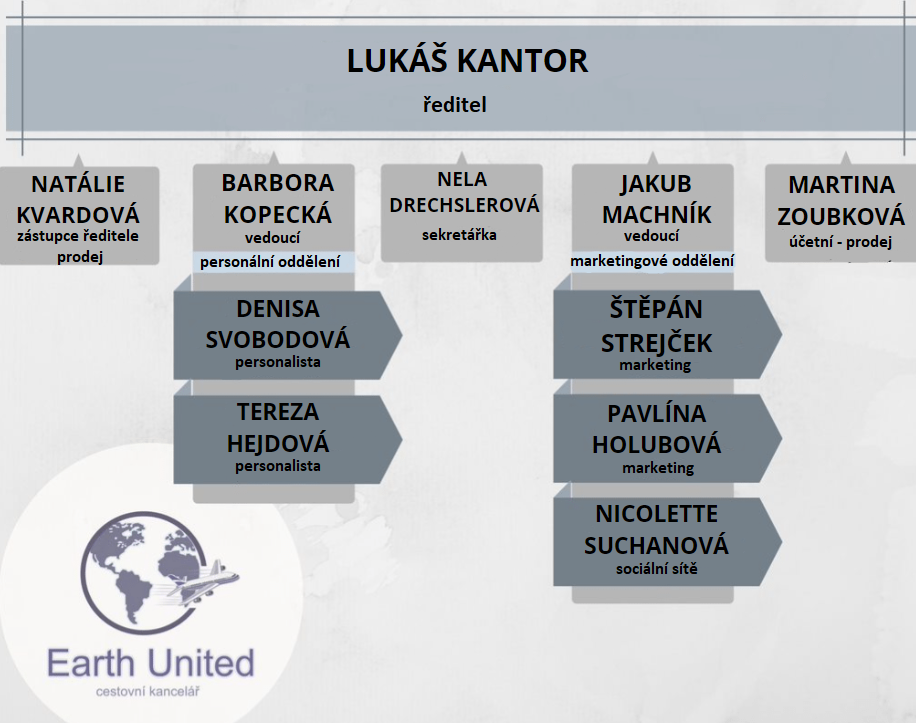 LUKÁŠ KANTOR
ředitel
NATÁLIE
KVARDOVÁ
zástupce ředitele
prodej
BARBORA
KOPECKÁ
vedoucí
personální oddělení
DENISA
SVOBODOVÁ
personalista
TEREZA
HEJDOVÁ
personalista
NELA
DRECHSLEROVÁ
sekretářka
JAKUB
MACHNÍK
vedoucí
marketingové oddělení
ŠTĚPÁN
STREJČEK
marketing
PAVLÍNA
HOLUBOVÁ
marketing
NICOLETTE
SUCHANOVÁ
sociální sítě
MARTINA
ZOUBKOVÁ
účetní - prodej
Earth United
cestovní kancelář